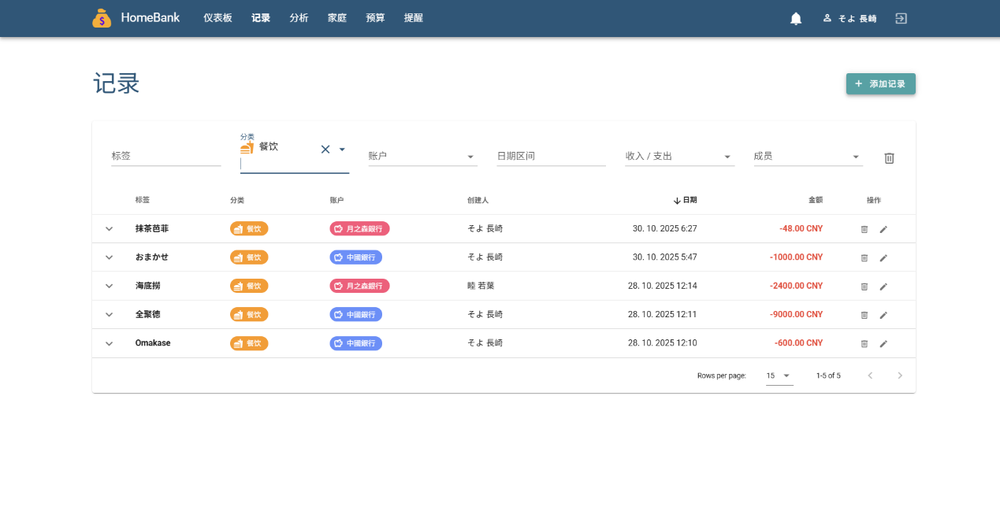 HomeBank 仪表板 记录 分析 家庭 预算 提醒 そよ 長崎
记录
+ 添加记录
标签 分类 餐饮 账户 日期区间 收入 / 支出 成员
标签 分类 账户 创建人 日期 金额 操作
抹茶芭菲 餐饮 月之森銀行 そよ 長崎 30. 10. 2025 6:27 -48.00 CNY
おまかせ 餐饮 中國銀行 そよ 長崎 30. 10. 2025 5:47 -1000.00 CNY
海底捞 餐饮 月之森銀行 睦 若葉 28. 10. 2025 12:14 -2400.00 CNY
全聚德 餐饮 中國銀行 そよ 長崎 28. 10. 2025 12:11 -9000.00 CNY
Omakase 餐饮 中國銀行 そよ 長崎 28. 10. 2025 12:10 -600.00 CNY
Rows per page: 15 1-5 of 5